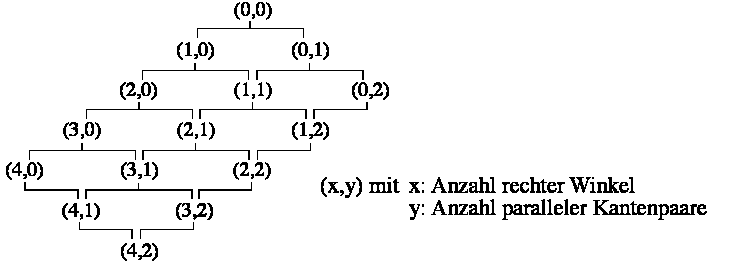 (0,0)
(1,0) (0,1)
(2,0) (1,1) (0,2)
(3,0) (2,1) (1,2)
(4,0) (3,1) (2,2)
(x,y) mit x: Anzahl rechter Winkel
(4,1) (3,2) y: Anzahl paralleler Kantenpaare
(4,2)